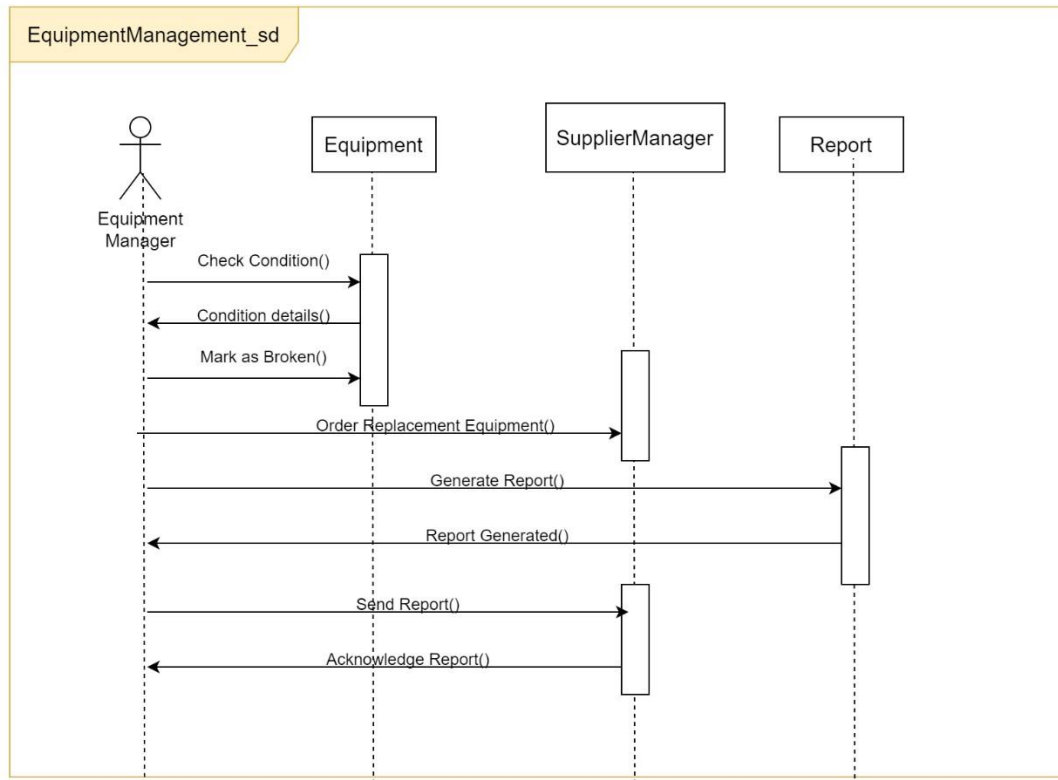 EquipmentManagement_sd
Equipment
SupplierManager
Report
Equipment
Manager
Check Condition()
Condition details()
Mark as Broken()
Order Replacement Equipment()
Generate Report()
Report Generated()
Send Report()
Acknowledge Report()